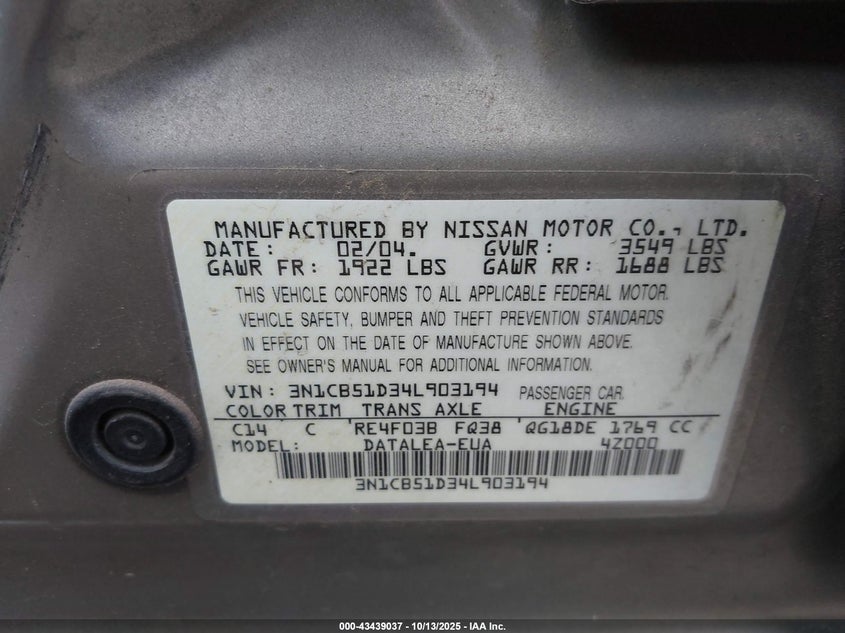 MANUFACTURED BY NISSAN MOTOR CO., LTD.
DATE: 02/04. GVWR: 3549 LBS
GAWR FR: 1922 LBS GAWR RR: 1688 LBS
THIS VEHICLE CONFORMS TO ALL APPLICABLE FEDERAL MOTOR.
VEHICLE SAFETY, BUMPER AND THEFT PREVENTION STANDARDS
IN EFFECT ON THE DATE OF MANUFACTURE SHOWN ABOVE.
SEE OWNER'S MANUAL FOR ADDITIONAL INFORMATION.
VIN: 3N1CB51D34L903194 PASSENGER CAR
COLOR TRIM TRANS AXLE ENGINE
C14 C RE4F03B FQ38 QG18DE 1769 CC
MODEL: DATALEA-EUA 4Z000
3N1CB51D34L903194
000-43439037 - 10/13/2025 - IAA Inc.